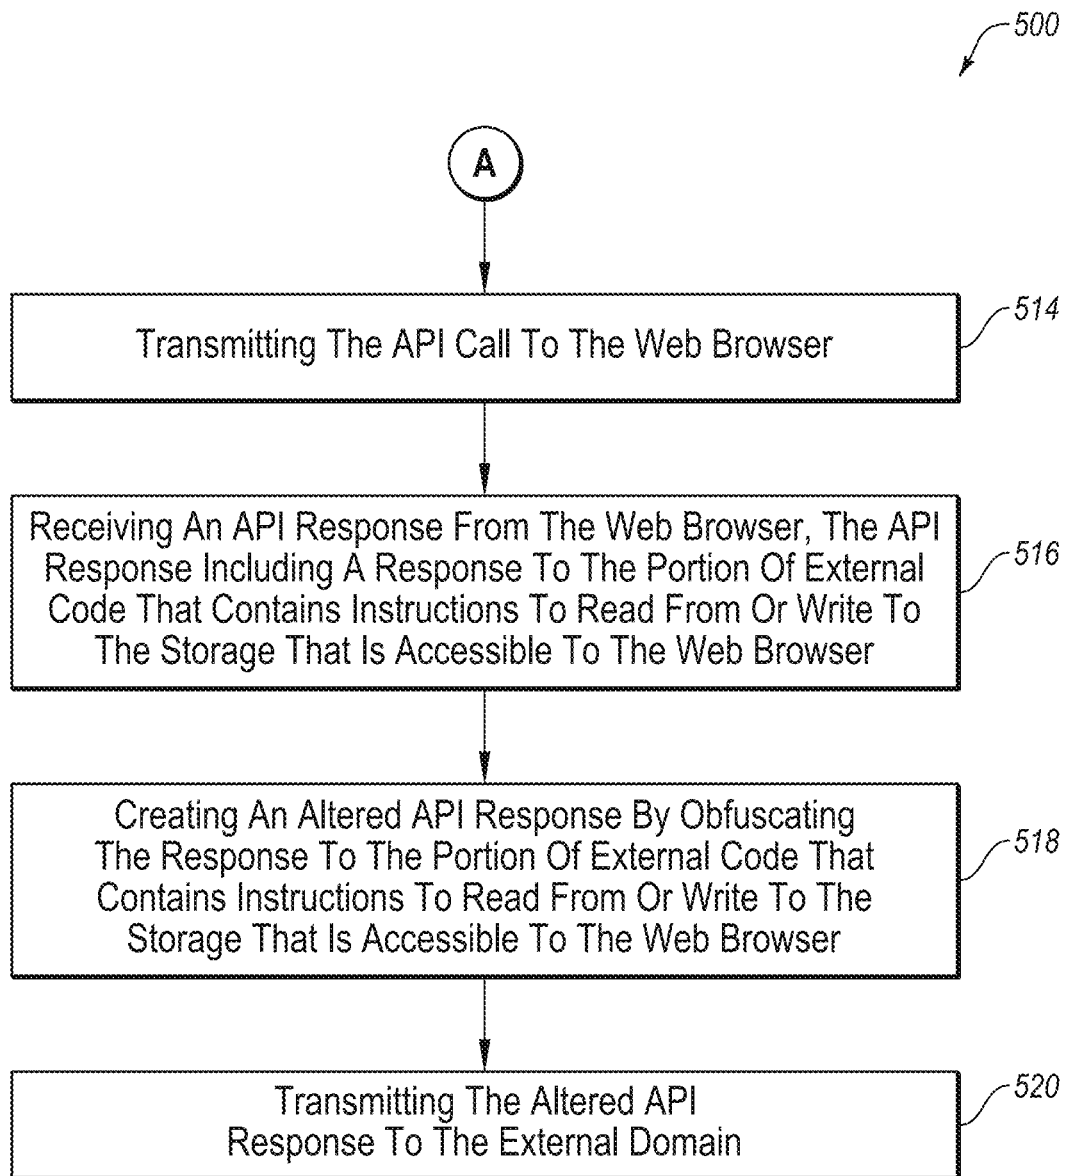 500
A
Transmitting The API Call To The Web Browser
514
Receiving An API Response From The Web Browser, The API
Response Including A Response To The Portion Of External
Code That Contains Instructions To Read From Or Write To
The Storage That Is Accessible To The Web Browser
516
Creating An Altered API Response By Obfuscating
The Response To The Portion Of External Code That
Contains Instructions To Read From Or Write To The
Storage That Is Accessible To The Web Browser
518
Transmitting The Altered API
Response To The External Domain
520